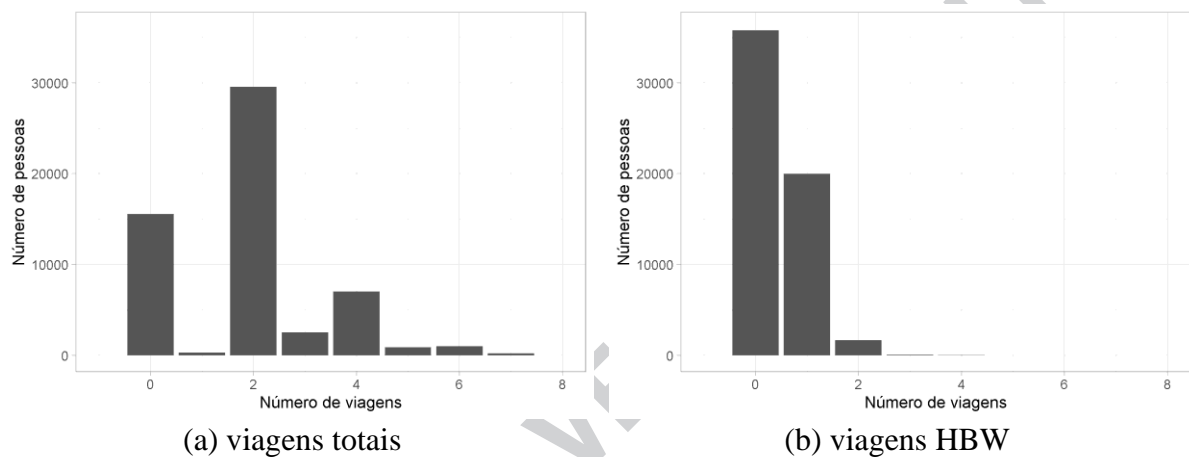 30000
20000
10000
0
Número de pessoas
0 2 4 6 8
Número de viagens
(a) viagens totais
30000
20000
10000
0
Número de pessoas
0 2 4 6 8
Número de viagens
(b) viagens HBW